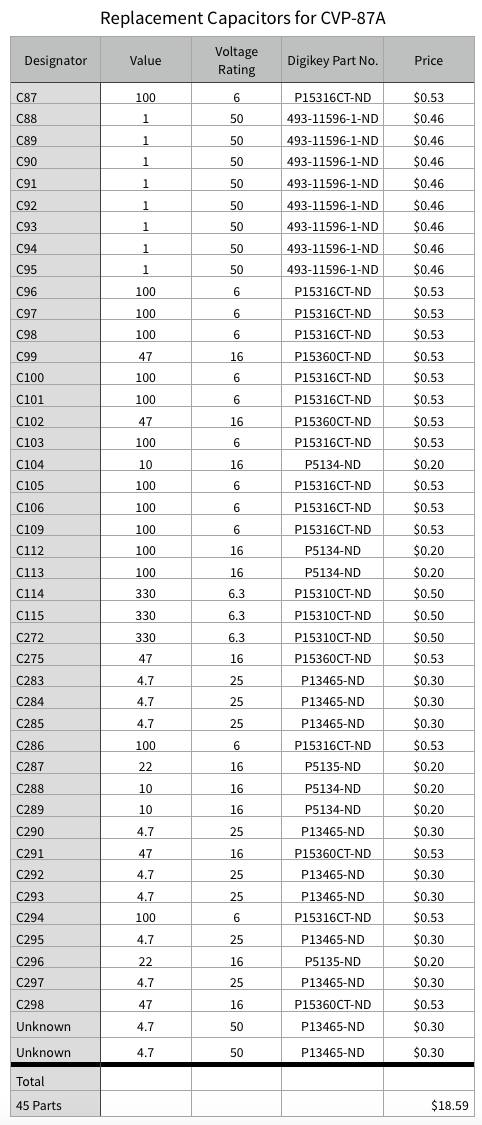 Replacement Capacitors for CVP-87A
Designator Value Voltage Rating Digikey Part No. Price
C87 100 6 P15316CT-ND $0.53
C88 1 50 493-11596-1-ND $0.46
C89 1 50 493-11596-1-ND $0.46
C90 1 50 493-11596-1-ND $0.46
C91 1 50 493-11596-1-ND $0.46
C92 1 50 493-11596-1-ND $0.46
C93 1 50 493-11596-1-ND $0.46
C94 1 50 493-11596-1-ND $0.46
C95 1 50 493-11596-1-ND $0.46
C96 100 6 P15316CT-ND $0.53
C97 100 6 P15316CT-ND $0.53
C98 100 6 P15316CT-ND $0.53
C99 47 16 P15360CT-ND $0.53
C100 100 6 P15316CT-ND $0.53
C101 100 6 P15316CT-ND $0.53
C102 47 16 P15360CT-ND $0.53
C103 100 6 P15316CT-ND $0.53
C104 10 16 P5134-ND $0.20
C105 100 6 P15316CT-ND $0.53
C106 100 6 P15316CT-ND $0.53
C109 100 6 P15316CT-ND $0.53
C112 100 16 P5134-ND $0.20
C113 100 16 P5134-ND $0.20
C114 330 6.3 P15310CT-ND $0.50
C115 330 6.3 P15310CT-ND $0.50
C272 330 6.3 P15310CT-ND $0.50
C275 47 16 P15360CT-ND $0.53
C283 4.7 25 P13465-ND $0.30
C284 4.7 25 P13465-ND $0.30
C285 4.7 25 P13465-ND $0.30
C286 100 6 P15316CT-ND $0.53
C287 22 16 P5135-ND $0.20
C288 10 16 P5134-ND $0.20
C289 10 16 P5134-ND $0.20
C290 4.7 25 P13465-ND $0.30
C291 47 16 P15360CT-ND $0.53
C292 4.7 25 P13465-ND $0.30
C293 4.7 25 P13465-ND $0.30
C294 100 6 P15316CT-ND $0.53
C295 4.7 25 P13465-ND $0.30
C296 22 16 P5135-ND $0.20
C297 4.7 25 P13465-ND $0.30
C298 47 16 P15360CT-ND $0.53
Unknown 4.7 50 P13465-ND $0.30
Unknown 4.7 50 P13465-ND $0.30
Total
45 Parts $18.59